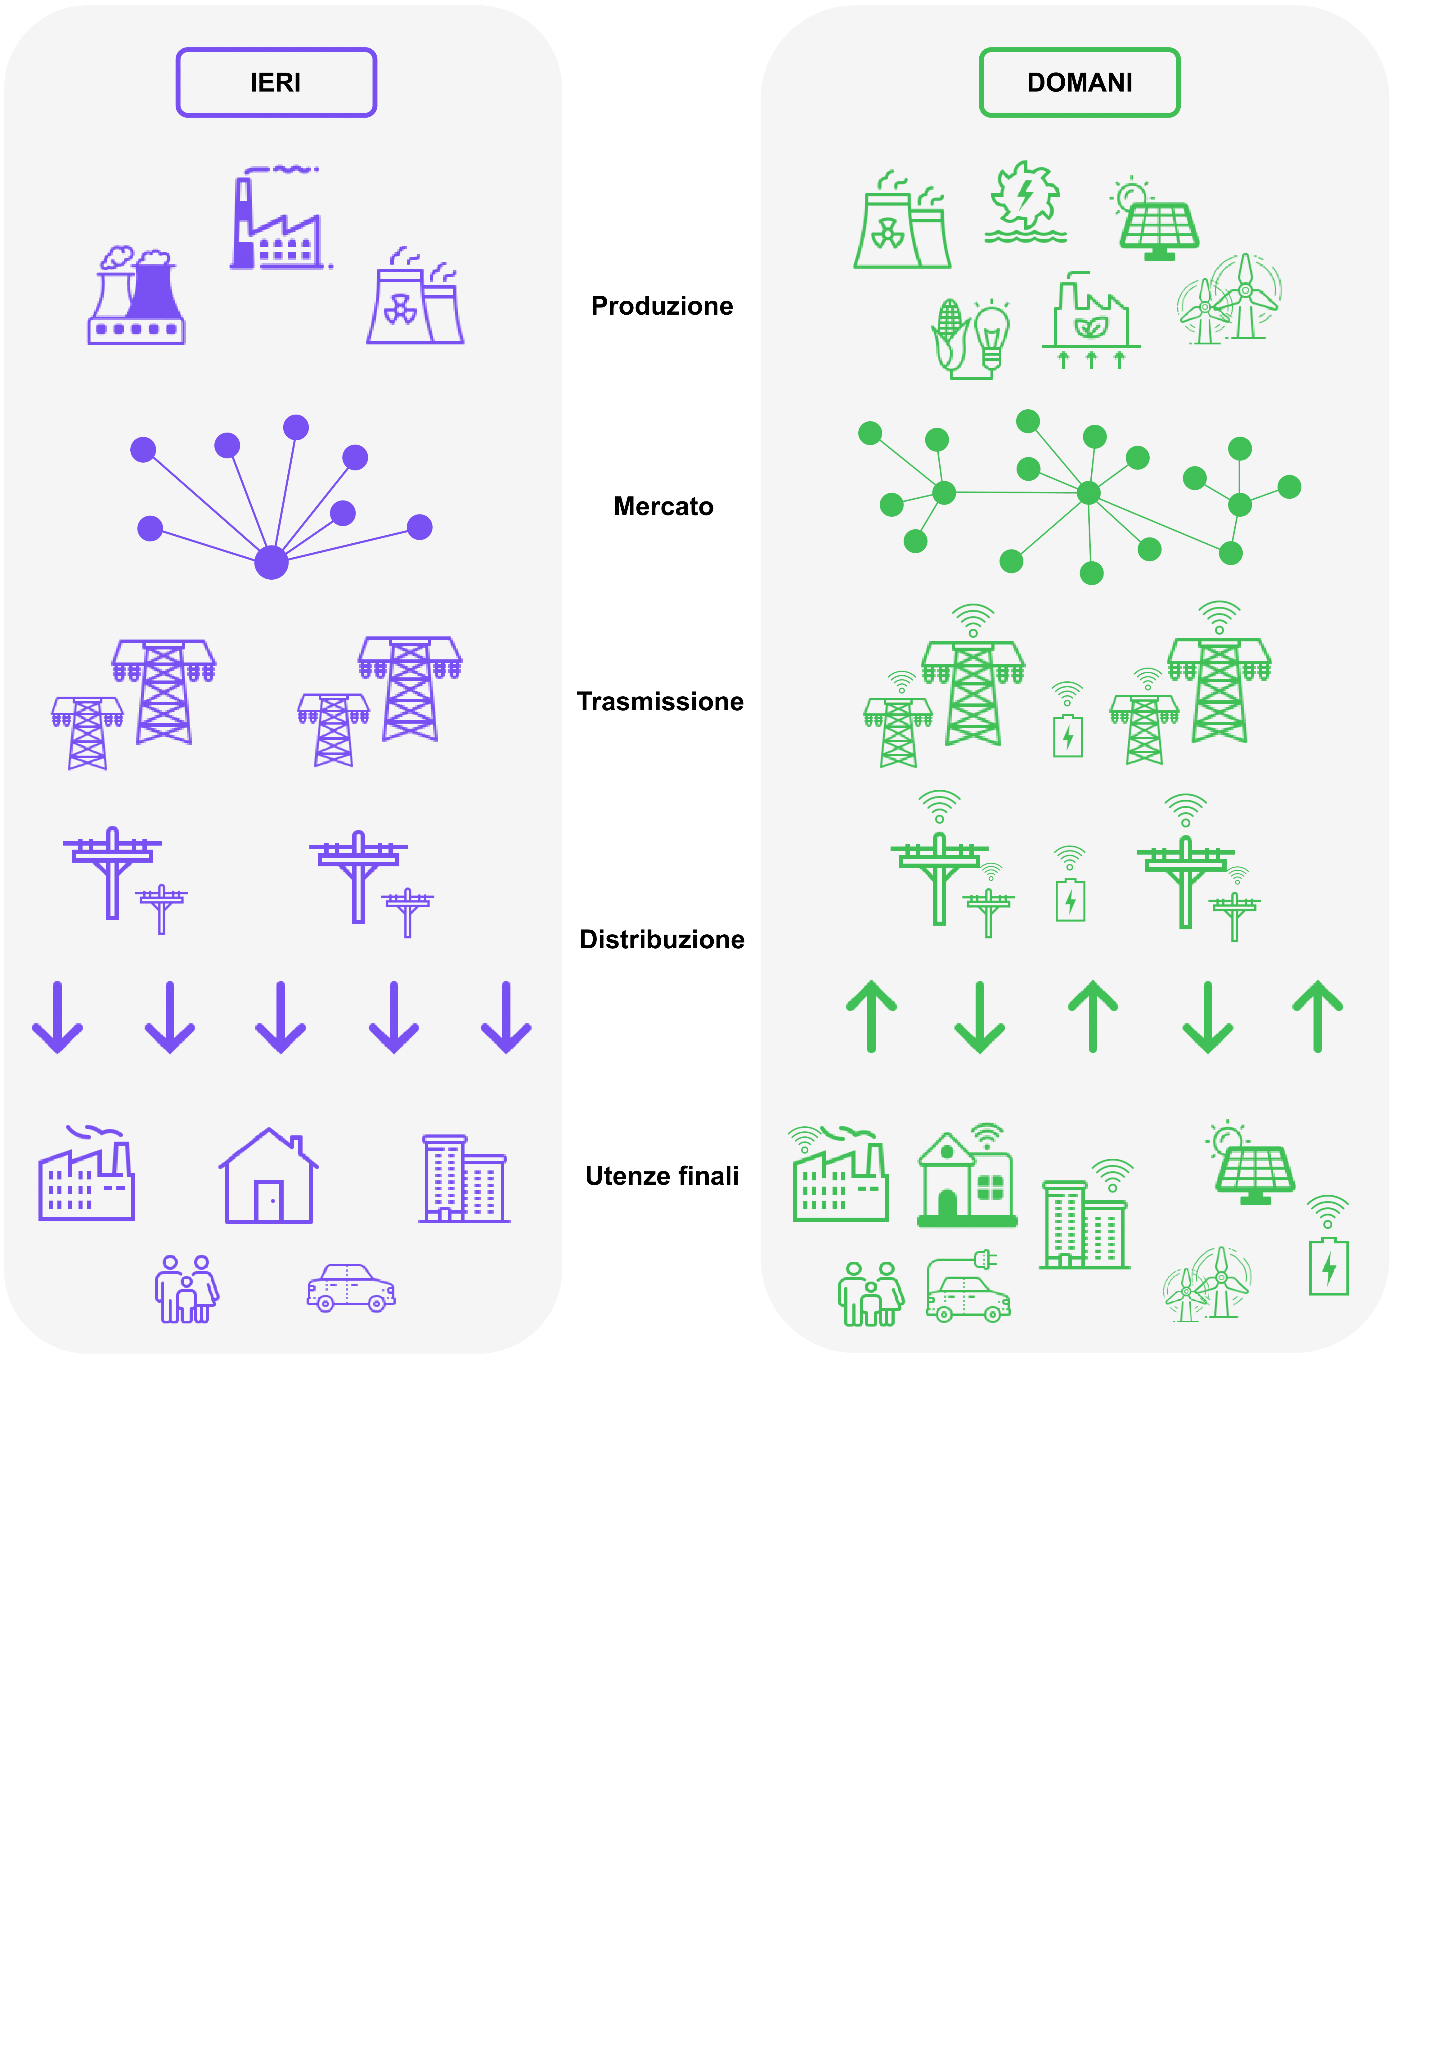 IERI
DOMANI
Produzione
Mercato
Trasmissione
Distribuzione
Utenze finali